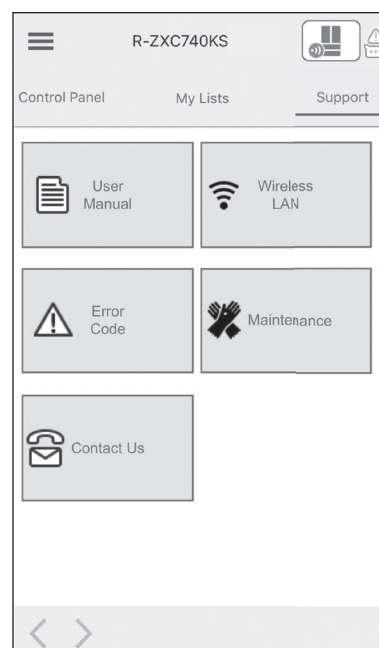 R-ZXC740KS
Control Panel
My Lists
Support
User
Manual
Wireless
LAN
Error
Code
Maintenance
Contact Us